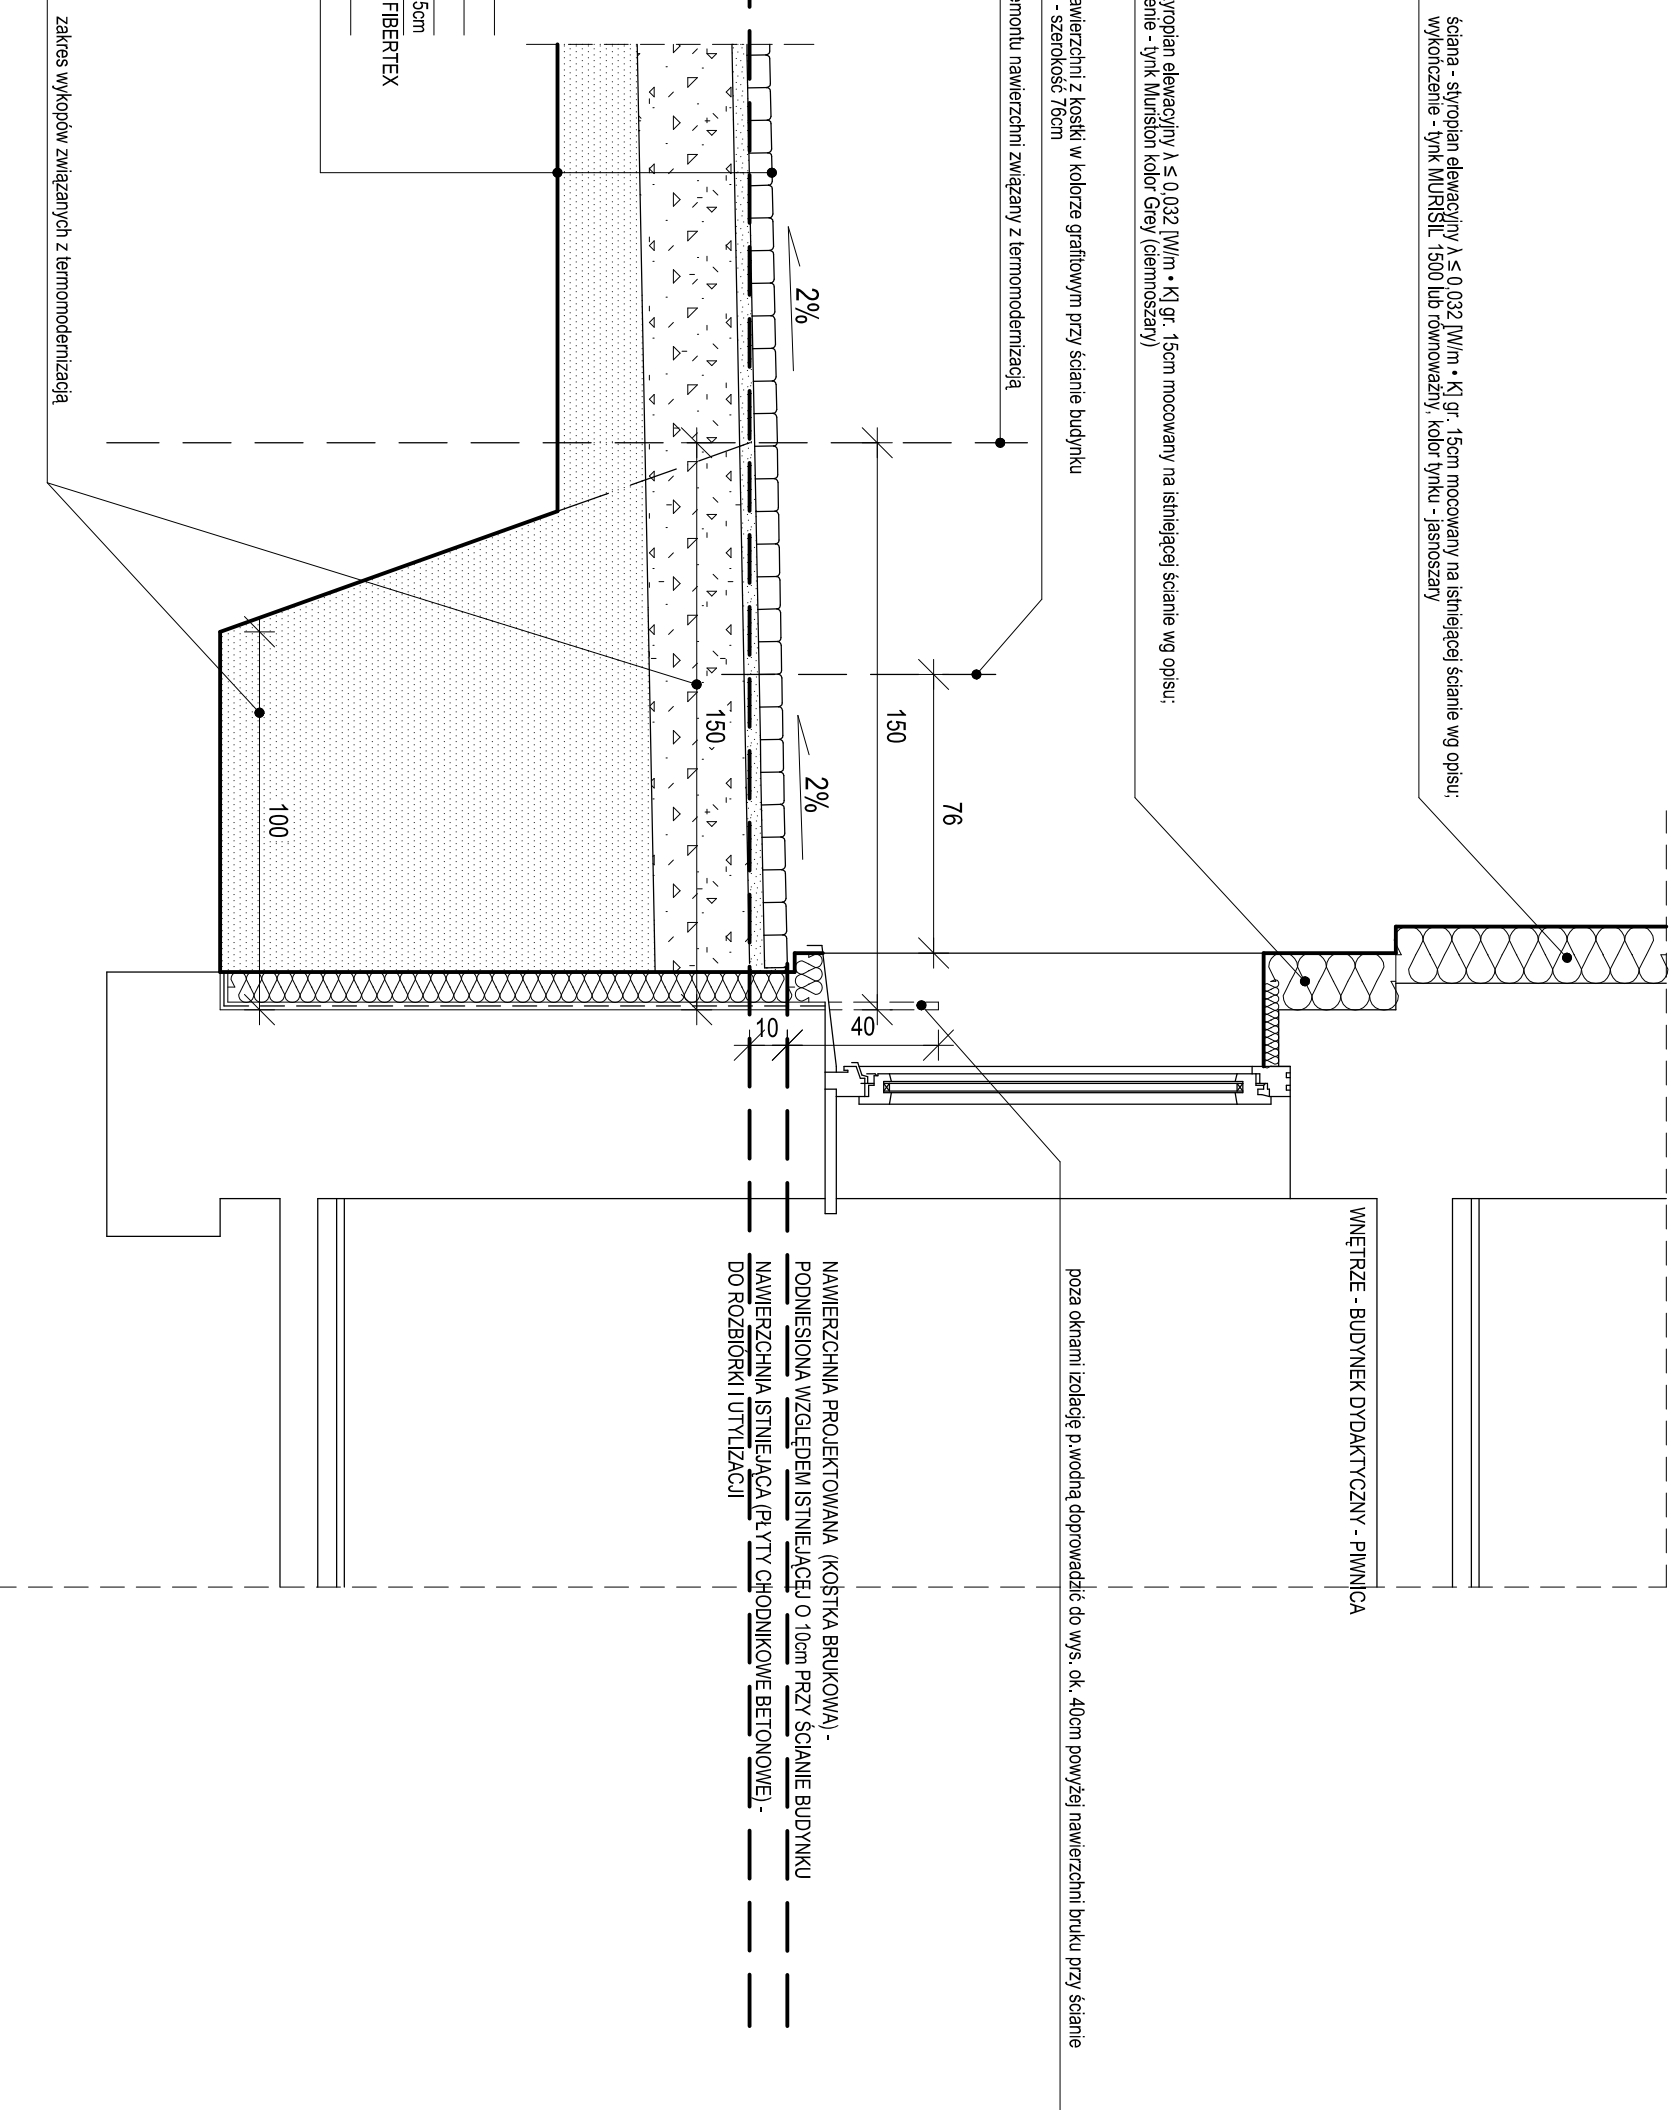 ściana - styropian elewacyjny λ ≤ 0,032 [W/m • K] gr. 15cm mocowany na istniejącej ścianie wg opisu;
wykończenie - tynk MURISIL 1500 lub równoważny, kolor tynku - jasnoszary
yropian elewacyjny λ ≤ 0,032 [W/m • K] gr. 15cm mocowany na istniejącej ścianie wg opisu;
enie - tynk Muriston kolor Grey (ciemnoszary)
awierzchni z kostki w kolorze grafitowym przy ścianie budynku
- szerokość 76cm
emontu nawierzchni związany z termomodernizacją
WNĘTRZE - BUDYNEK DYDAKTYCZNY - PIWNICA
poza oknami izolację p.wodną doprowadzić do wys. ok. 40cm powyżej nawierzchni bruku przy ścianie
76
150
40
10
2%
2%
150
NAWIERZCHNIA PROJEKTOWANA (KOSTKA BRUKOWA) -
PODNIESIONA WZGLĘDEM ISTNIEJĄCEJ O 10cm PRZY ŚCIANIE BUDYNKU
NAWIERZCHNIA ISTNIEJĄCA (PŁYTY CHODNIKOWE BETONOWE) -
DO ROZBIÓRKI I UTYLIZACJI
5cm
FIBERTEX
100
zakres wykopów związanych z termomodernizacją